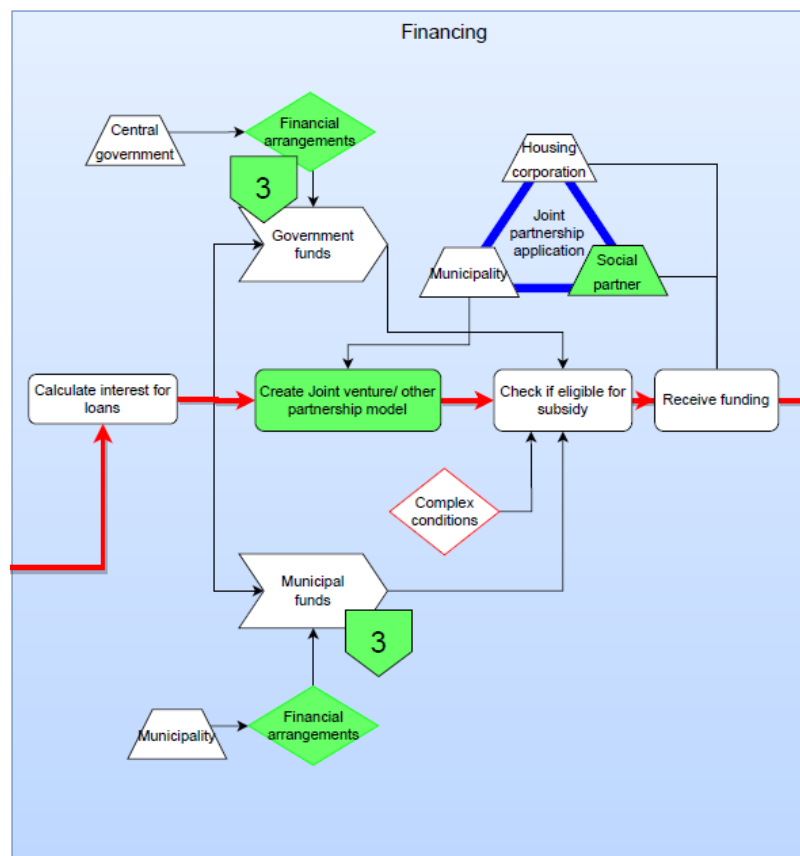 Financing
Central
government
Financial
arrangements
3
Government
funds
Housing
corporation
Joint
partnership
application
Municipality
Social
partner
Calculate interest for
loans
Create Joint venture/ other
partnership model
Check if eligible for
subsidy
Receive funding
Complex
conditions
Municipal
funds
3
Municipality
Financial
arrangements